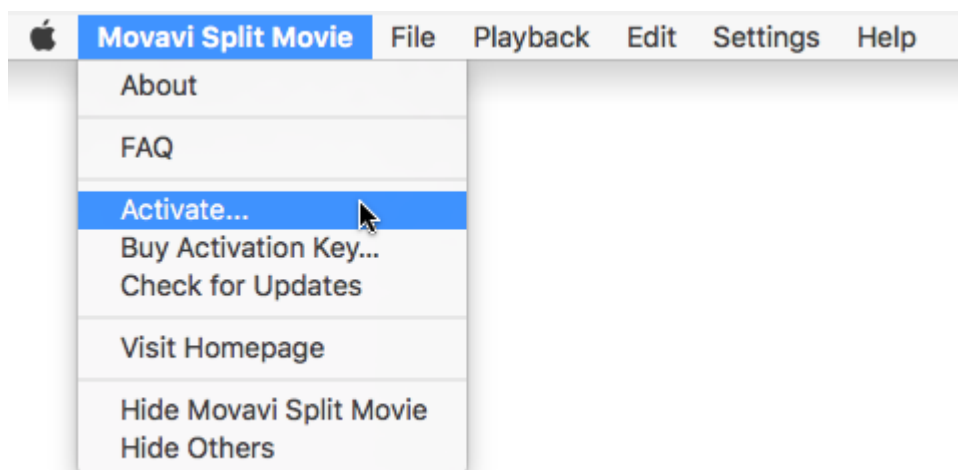 Movavi Split Movie File Playback Edit Settings Help
About
FAQ
Activate...
Buy Activation Key...
Check for Updates
Visit Homepage
Hide Movavi Split Movie
Hide Others